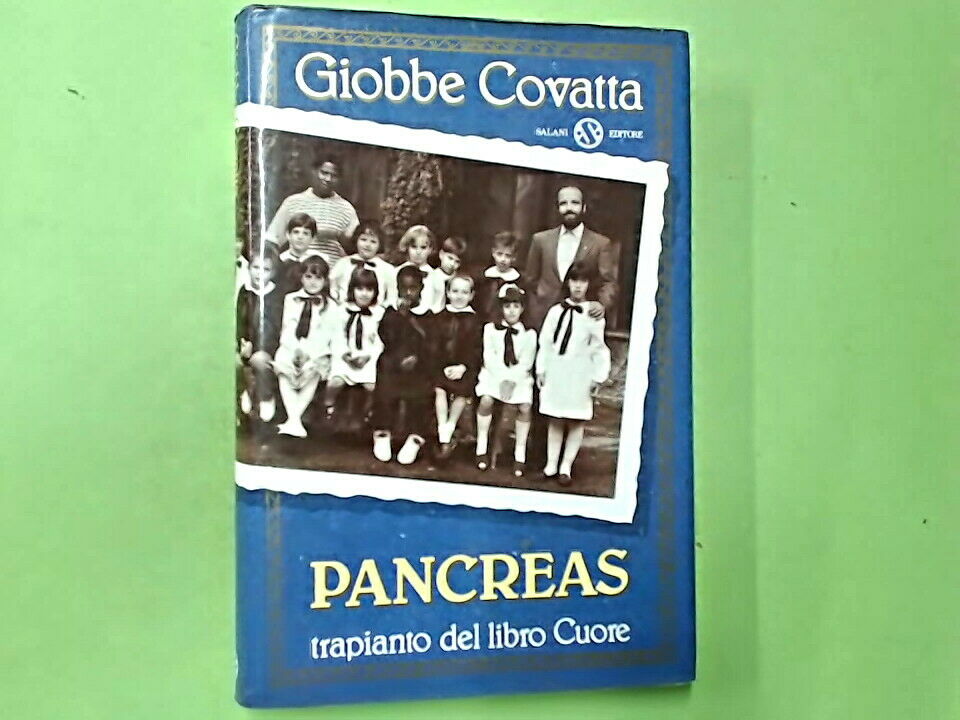 Giobbe Covatta
SALANI EDITORE
PANCREAS
trapianto del libro Cuore